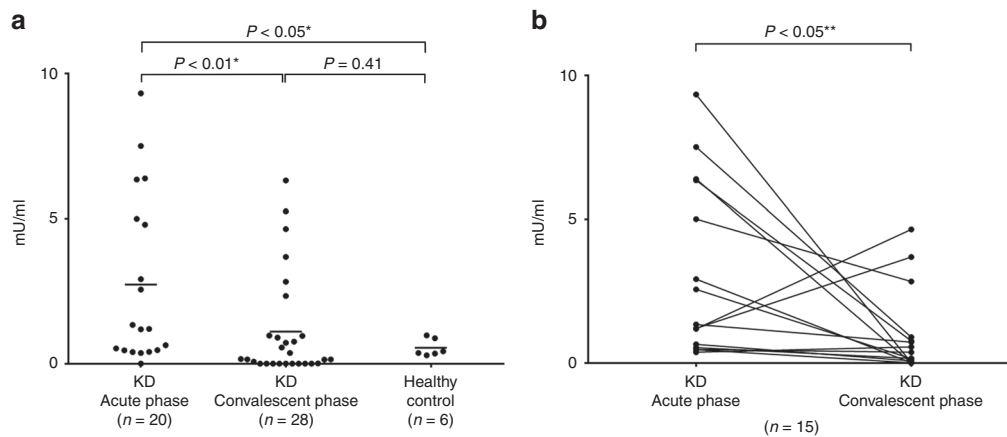 a
P < 0.05*
P < 0.01*
P = 0.41
10
5
0
mU/ml
KD
Acute phase
(n = 20)
KD
Convalescent phase
(n = 28)
Healthy
control
(n = 6)
b
P < 0.05**
10
5
0
mU/ml
KD
Acute phase
KD
Convalescent phase
(n = 15)